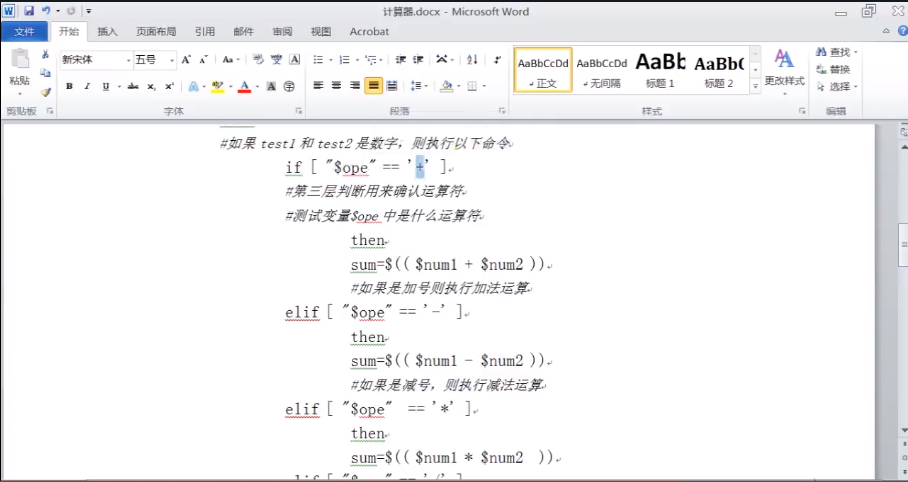 计算器.docx - Microsoft Word
文件 开始 插入 页面布局 引用 邮件 审阅 视图 Acrobat
新宋体 五号
AaBbCcDd AaBbCcDd AaBb AaBbC
粘贴 正文 无间隔 标题 1 标题 2 更改样式
查找
替换
选择
剪贴板 字体 段落 样式 编辑
#如果 test1 和 test2 是数字，则执行以下命令
if [ "$ope" == '+' ]
#第三层判断用来确认运算符
#测试变量$ope 中是什么运算符
then
sum=$(( $num1 + $num2 ))
#如果是加号则执行加法运算
elif [ "$ope" == '-' ]
then
sum=$(( $num1 - $num2 ))
#如果是减号，则执行减法运算
elif [ "$ope" == '*' ]
then
sum=$(( $num1 * $num2 ))